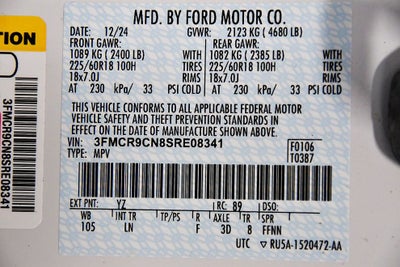 MFD. BY FORD MOTOR CO.
DATE: 12/24 GVWR: 2123 KG ( 4680 LB)
FRONT GAWR: REAR GAWR:
1089 KG ( 2400 LB) 1082 KG ( 2385 LB)
225/60R18 100H TIRES 225/60R18 100H TIRES
18x7.0J RIMS 18x7.0J RIMS
AT 230 kPa/ 33 PSI COLD AT 230 kPa/ 33 PSI COLD
THIS VEHICLE CONFORMS TO ALL APPLICABLE FEDERAL MOTOR
VEHICLE SAFETY AND THEFT PREVENTION STANDARDS IN
EFFECT ON THE DATE OF MANUFACTURE SHOWN ABOVE.
VIN: 3FMCR9CN8SRE08341 F0106
TYPE: MPV T0387
EXT PNT: YZ RC: 89 DSO:
WB INT TR TP/PS R AXLE TR SPR
105 LN F 3D 8 FFNN
UTC ▽ RU5A-1520472-AA
3FMCR9CN8SRE08341